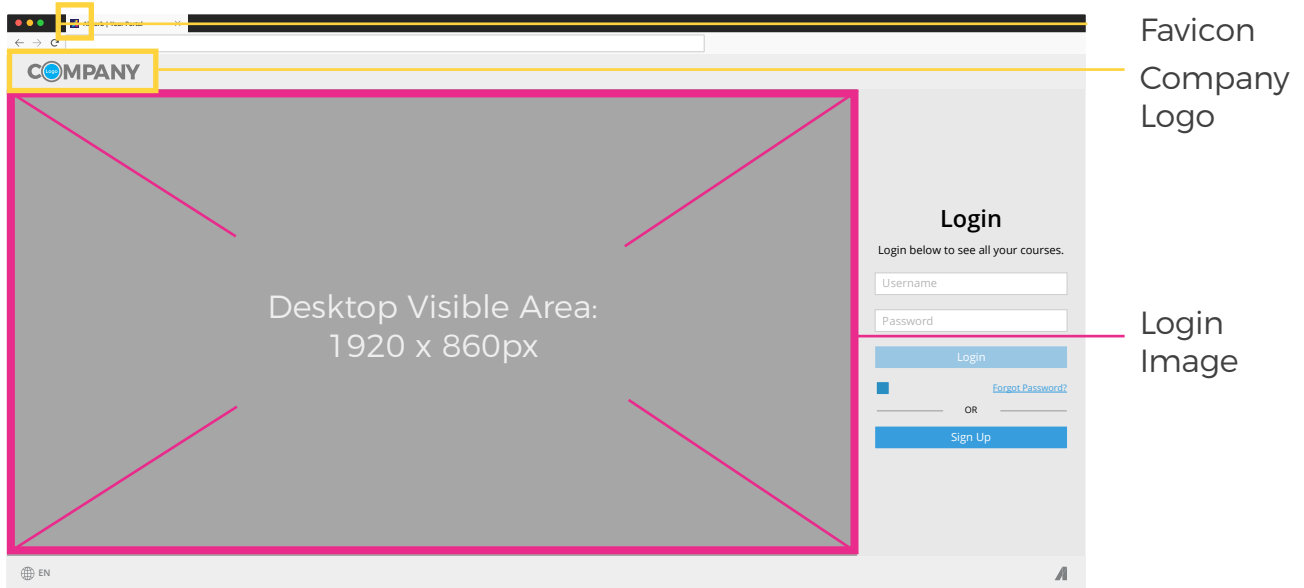 Favicon
COMPANY
Logo
Company
Logo
Desktop Visible Area:
1920 x 860px
Login
Login below to see all your courses.
Username
Password
Login
Forgot Password?
OR
Sign Up
Login
Image
EN